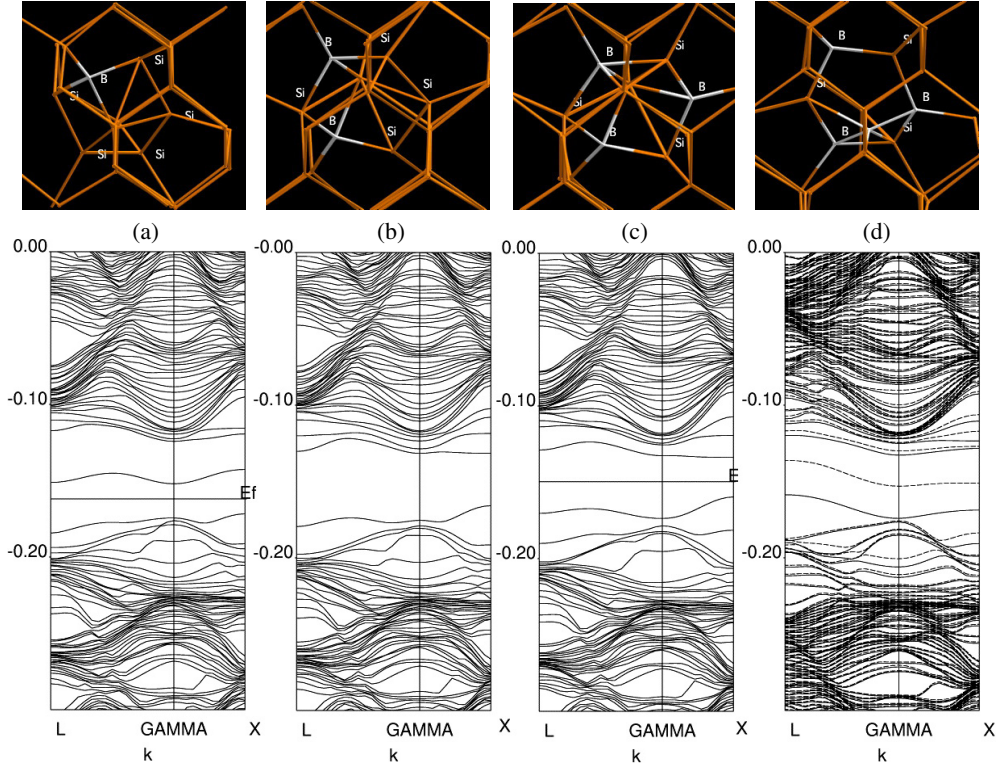 Si
Si
B
Si
Si
Si
Si
B
Si
Si
B
Si
Si
B
B
Si
B
Si
B
Si
B
B
Si
(a)
(b)
(c)
(d)
0.00
-0.10
-0.20
Ef
L
GAMMA
X
k
-0.00
-0.10
-0.20
L
GAMMA
X
k
0.00
-0.10
-0.20
E
L
GAMMA
X
k
0.00
-0.10
-0.20
L
GAMMA
X
k